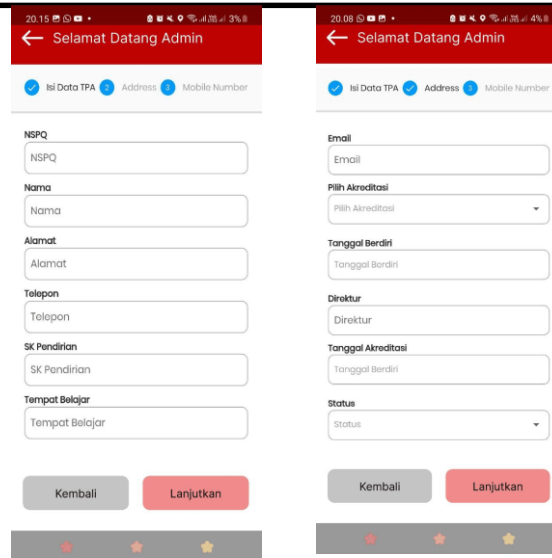 20.15 3%
Selamat Datang Admin
Isi Data TPA 2 Address 3 Mobile Number
NSPQ
NSPQ
Nama
Nama
Alamat
Alamat
Telepon
Telepon
SK Pendirian
SK Pendirian
Tempat Belajar
Tempat Belajar
Kembali Lanjutkan
20.08 4%
Selamat Datang Admin
Isi Data TPA Address 3 Mobile Number
Email
Email
Pilih Akreditasi
Pilih Akreditasi
Tanggal Berdiri
Tanggal Berdiri
Direktur
Direktur
Tanggal Akreditasi
Tanggal Berdiri
Status
Status
Kembali Lanjutkan